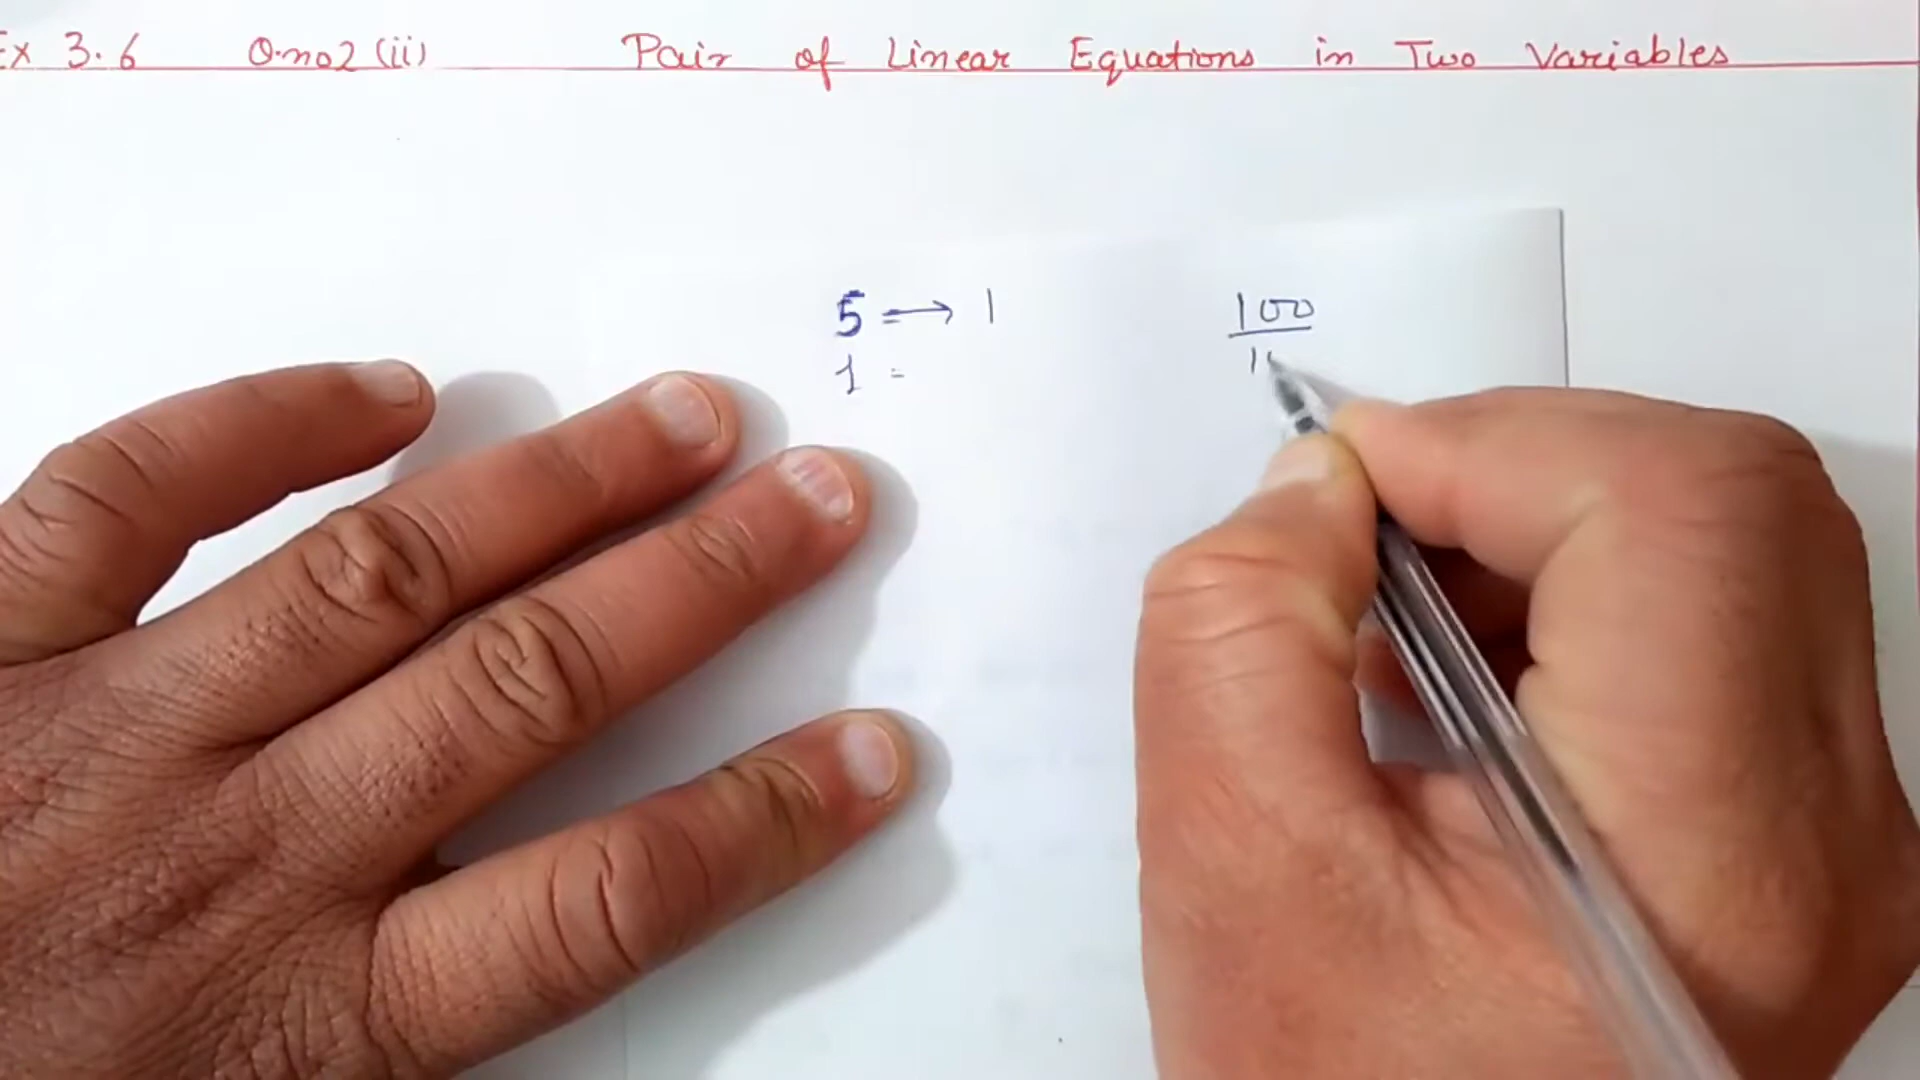 Ex 3.6 Q.no2 (ii) Pair of Linear Equations in Two Variables
5 → 1
1 =
100